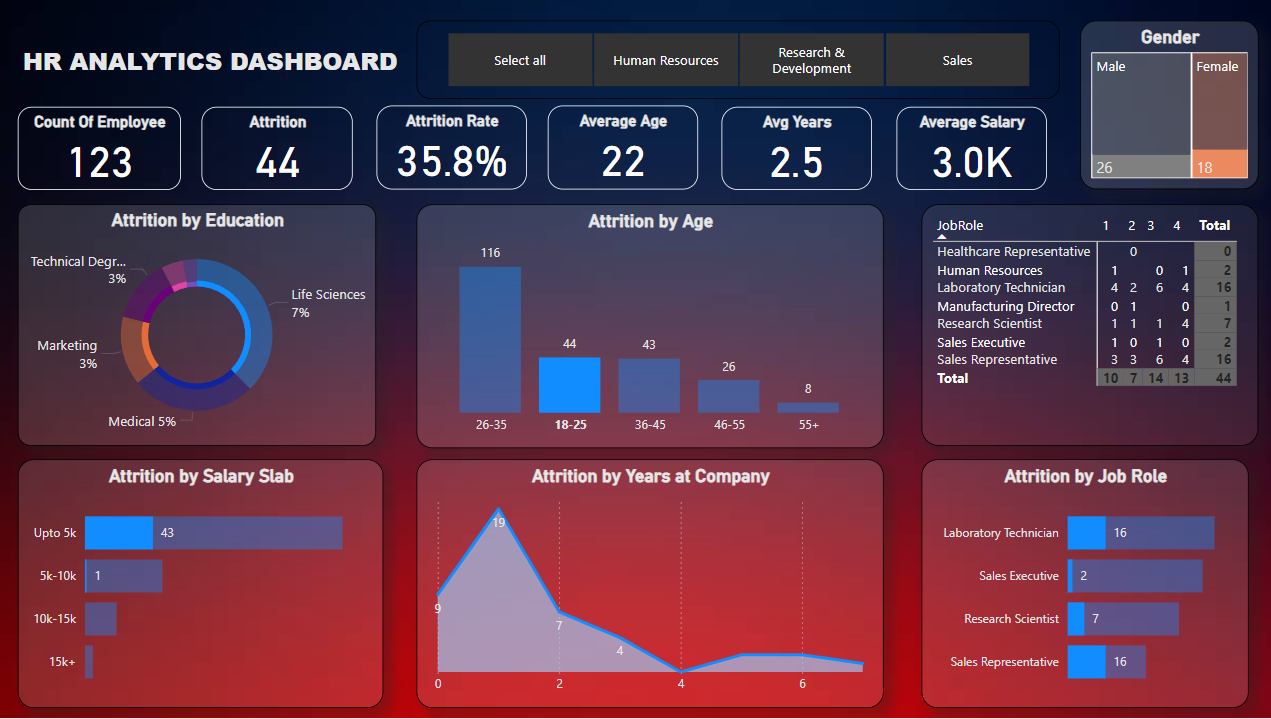 HR ANALYTICS DASHBOARD
Select all
Human Resources
Research &
Development
Sales
Gender
Male
Female
26
18
Count Of Employee
123
Attrition
44
Attrition Rate
35.8%
Average Age
22
Avg Years
2.5
Average Salary
3.0K
Attrition by Education
Technical Degr...
3%
Life Sciences
7%
Marketing
3%
Medical 5%
Attrition by Age
116
44
43
26
8
26-35
18-25
36-45
46-55
55+
JobRole 1 2 3 4 Total
Healthcare Representative 0 0
Human Resources 1 0 1 2
Laboratory Technician 4 2 6 4 16
Manufacturing Director 0 1 0 1
Research Scientist 1 1 1 4 7
Sales Executive 1 0 1 0 2
Sales Representative 3 3 6 4 16
Total 10 7 14 13 44
Attrition by Salary Slab
Upto 5k 43
5k-10k 1
10k-15k
15k+
Attrition by Years at Company
19
9
7
4
0 2 4 6
Attrition by Job Role
Laboratory Technician 16
Sales Executive 2
Research Scientist 7
Sales Representative 16